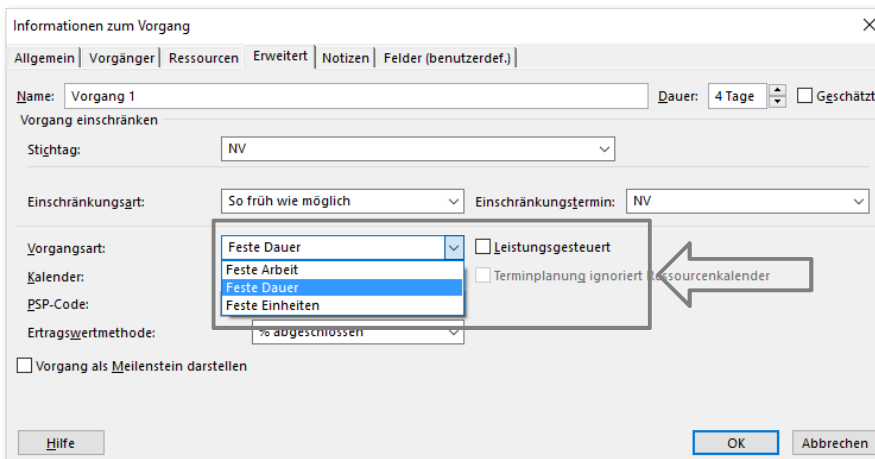 Informationen zum Vorgang
Allgemein Vorgänger Ressourcen Erweitert Notizen Felder (benutzerdef.)
Name: Vorgang 1 Dauer: 4 Tage Geschätzt
Vorgang einschränken
Stichtag: NV
Einschränkungsart: So früh wie möglich Einschränkungstermin: NV
Vorgangsart: Feste Dauer Leistungsgesteuert
Feste Arbeit
Kalender: Feste Dauer Terminplanung ignoriert Ressourcenkalender
PSP-Code: Feste Einheiten
Ertragswertmethode: % abgeschlossen
Vorgang als Meilenstein darstellen
Hilfe OK Abbrechen